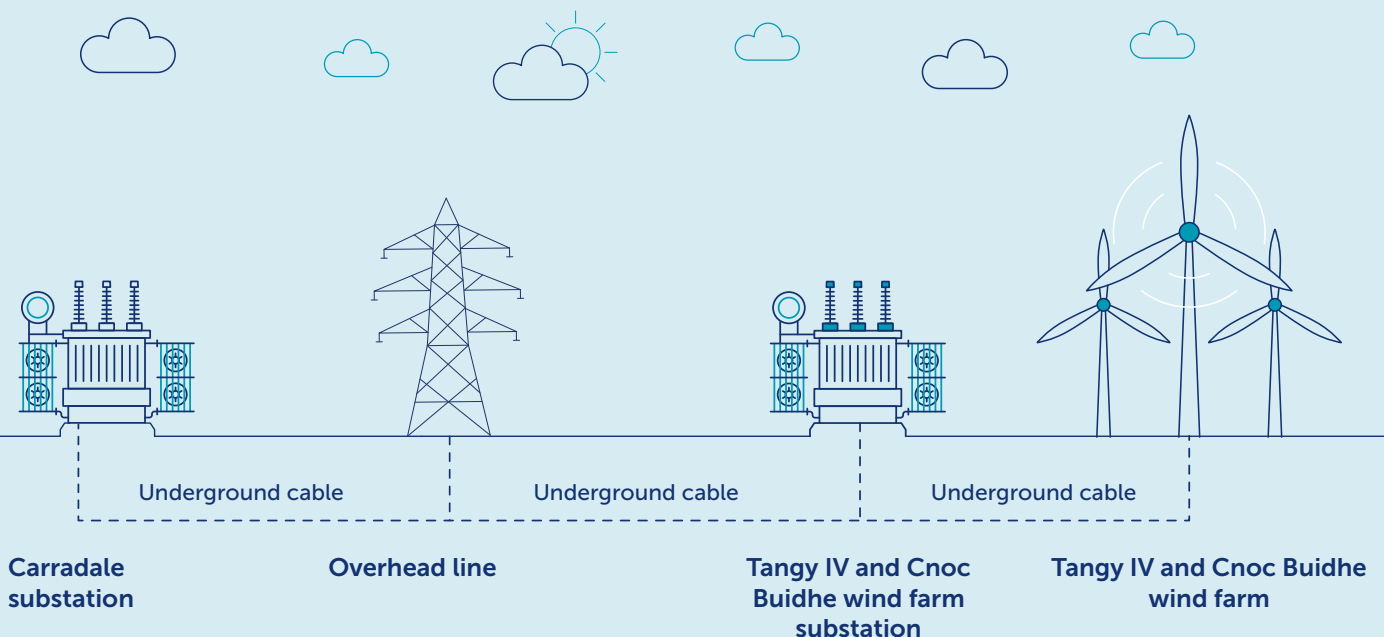 Underground cable
Underground cable
Underground cable
Carradale
substation
Overhead line
Tangy IV and Cnoc
Buidhe wind farm
substation
Tangy IV and Cnoc Buidhe
wind farm